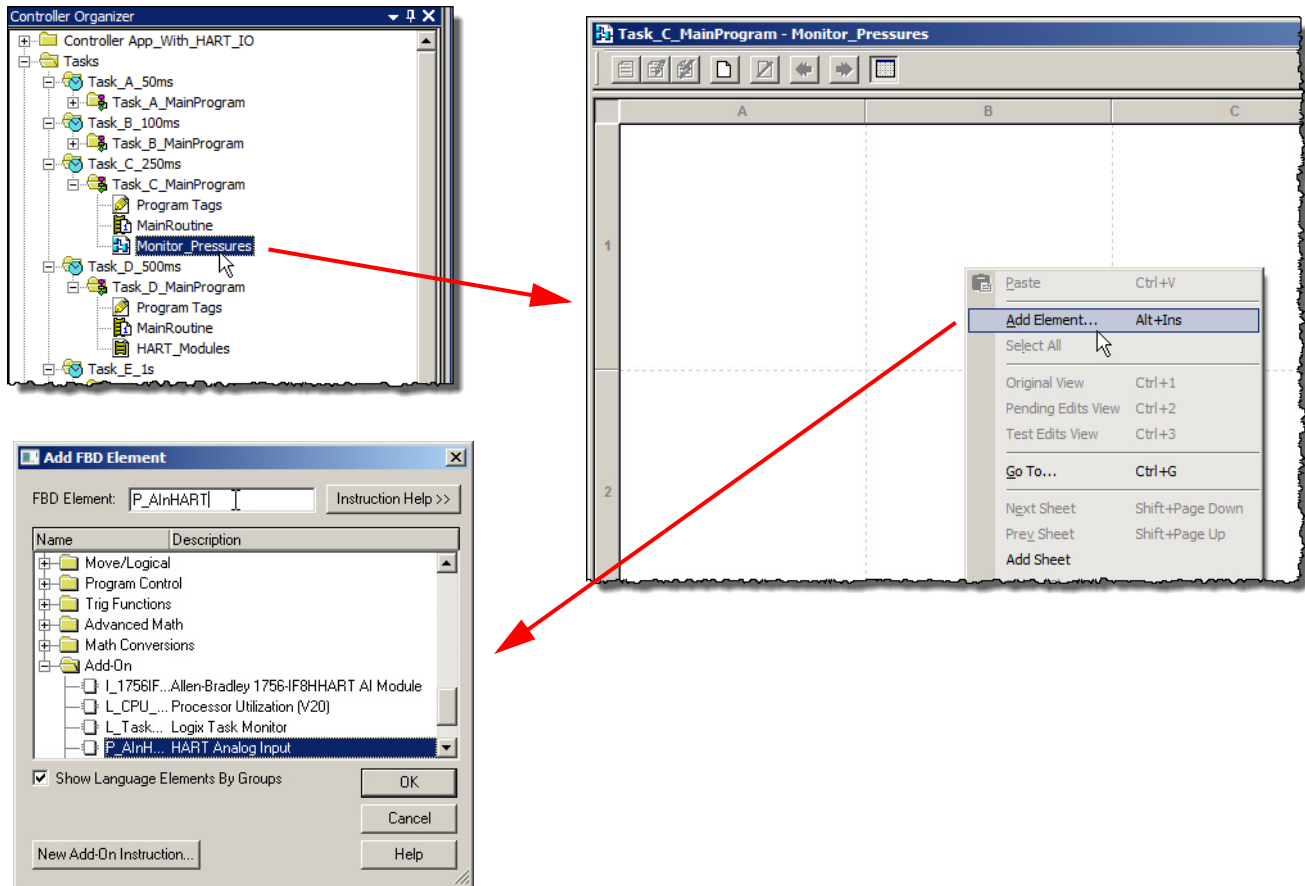 Controller Organizer
Controller App_With_HART_IO
Tasks
Task_A_50ms
Task_A_MainProgram
Task_B_100ms
Task_B_MainProgram
Task_C_250ms
Task_C_MainProgram
Program Tags
MainRoutine
Monitor_Pressures
Task_D_500ms
Task_D_MainProgram
Program Tags
MainRoutine
HART_Modules
Task_E_1s
Task_C_MainProgram - Monitor_Pressures
A B C
1
Paste Ctrl+V
Add Element... Alt+Ins
Select All
Original View Ctrl+1
Pending Edits View Ctrl+2
Test Edits View Ctrl+3
Go To... Ctrl+G
2
Next Sheet Shift+Page Down
Prev Sheet Shift+Page Up
Add Sheet
Add FBD Element
FBD Element: P_AInHART Instruction Help >>
Name Description
Move/Logical
Program Control
Trig Functions
Advanced Math
Math Conversions
Add-On
I_1756IF...Allen-Bradley 1756-IF8HHART AI Module
L_CPU_... Processor Utilization (V20)
L_Task... Logix Task Monitor
P_AInH... HART Analog Input
Show Language Elements By Groups
OK
Cancel
New Add-On Instruction...
Help